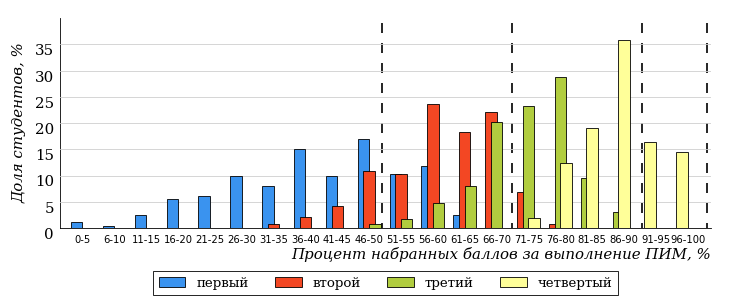 Доля студентов, %
35
30
25
20
15
10
5
0
0-5 6-10 11-15 16-20 21-25 26-30 31-35 36-40 41-45 46-50 51-55 56-60 61-65 66-70 71-75 76-80 81-85 86-90 91-95 96-100
Процент набранных баллов за выполнение ПИМ, %
первый второй третий четвертый